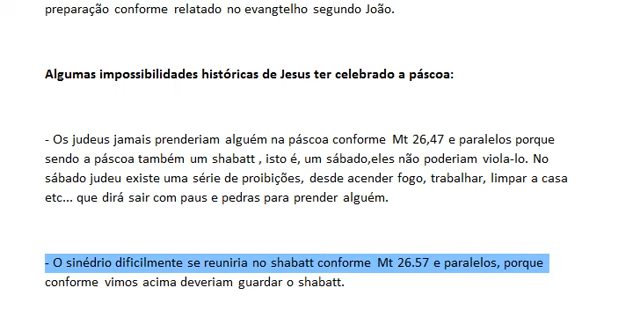 preparação conforme relatado no evangtelho segundo João.
Algumas impossibilidades históricas de Jesus ter celebrado a páscoa:
- Os judeus jamais prenderiam alguém na páscoa conforme Mt 26,47 e paralelos porque
sendo a páscoa também um shabatt , isto é, um sábado,eles não poderiam viola-lo. No
sábado judeu existe uma série de proibições, desde acender fogo, trabalhar, limpar a casa
etc... que dirá sair com paus e pedras para prender alguém.
- O sinédrio dificilmente se reuniria no shabatt conforme Mt 26.57 e paralelos, porque
conforme vimos acima deveriam guardar o shabatt.